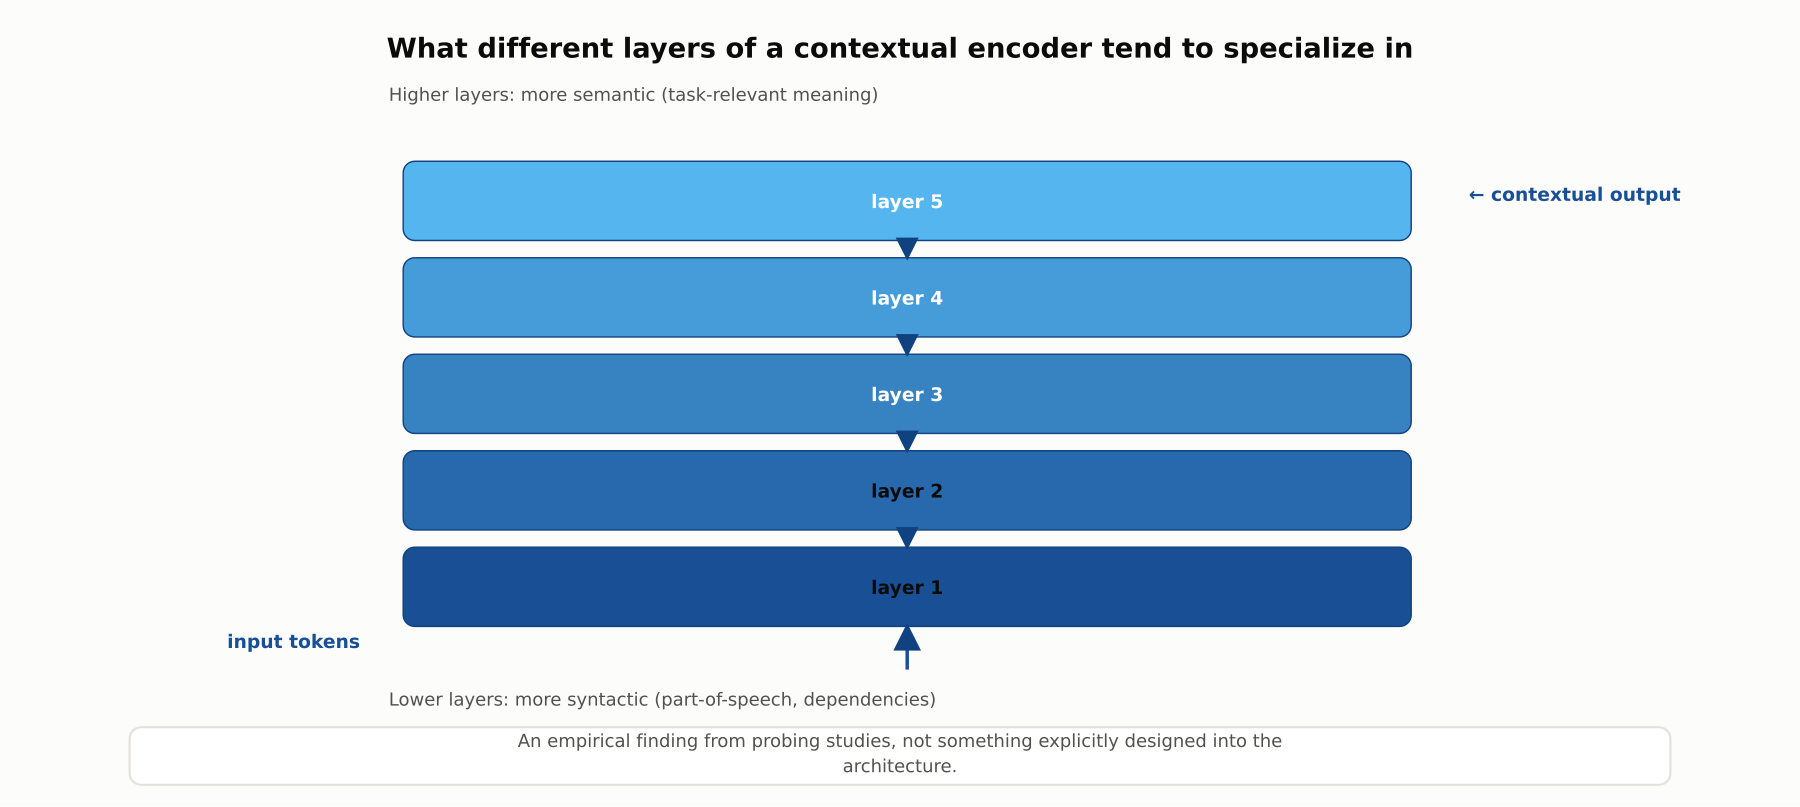 What different layers of a contextual encoder tend to specialize in
Higher layers: more semantic (task-relevant meaning)
layer 5
← contextual output
layer 4
layer 3
layer 2
layer 1
input tokens
Lower layers: more syntactic (part-of-speech, dependencies)
An empirical finding from probing studies, not something explicitly designed into the
architecture.